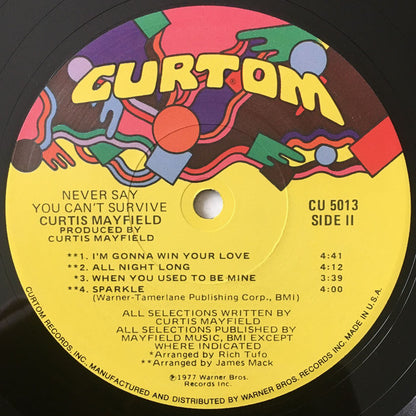 CURTOM
NEVER SAY
YOU CAN'T SURVIVE
CURTIS MAYFIELD
PRODUCED BY
CURTIS MAYFIELD
CU 5013
SIDE II
**1. I'M GONNA WIN YOUR LOVE 4:41
**2. ALL NIGHT LONG 4:12
*3. WHEN YOU USED TO BE MINE 3:39
**4. SPARKLE 4:00
(Warner-Tamerlane Publishing Corp., BMI)
ALL SELECTIONS WRITTEN BY
CURTIS MAYFIELD
ALL SELECTIONS PUBLISHED BY
MAYFIELD MUSIC, BMI EXCEPT
WHERE INDICATED
*Arranged by Rich Tufo
**Arranged by James Mack
℗1977 Warner Bros.
Records Inc.
CURTOM RECORDS, INC. MANUFACTURED AND DISTRIBUTED BY WARNER BROS. RECORDS INC. MADE IN U.S.A.